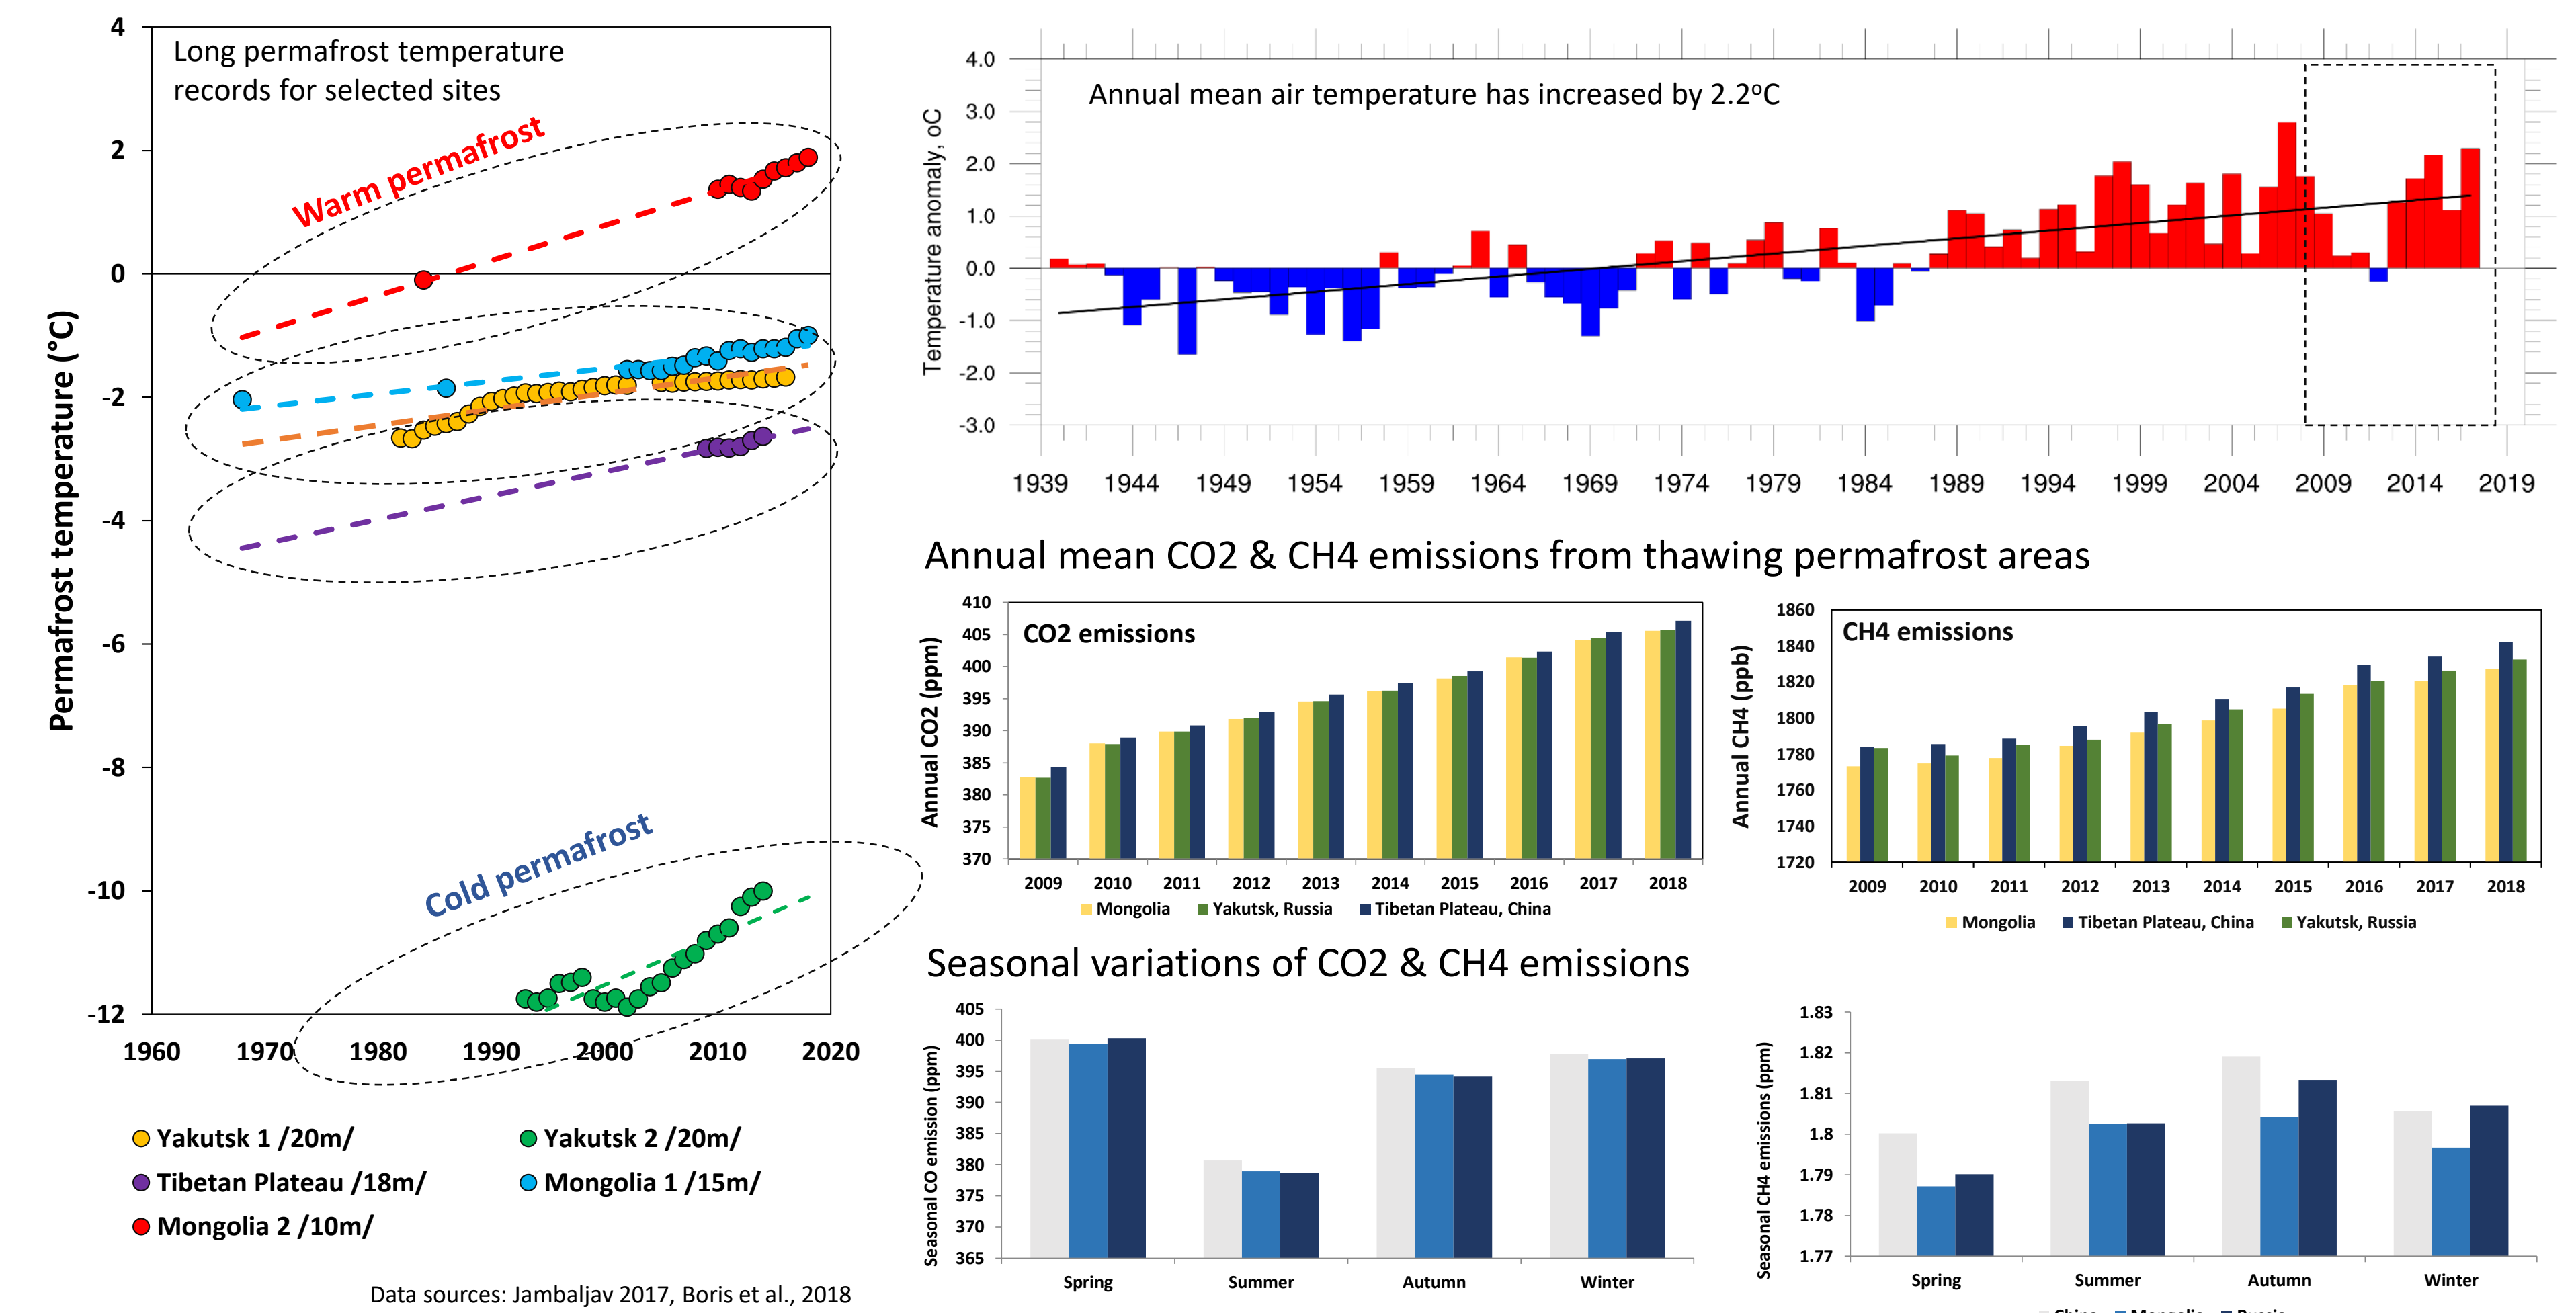 Long permafrost temperature
records for selected sites
Warm permafrost
Cold permafrost
Permafrost temperature (°C)
4
2
0
-2
-4
-6
-8
-10
-12
1960 1970 1980 1990 2000 2010 2020
Yakutsk 1 /20m/ Yakutsk 2 /20m/
Tibetan Plateau /18m/ Mongolia 1 /15m/
Mongolia 2 /10m/
Data sources: Jambaljav 2017, Boris et al., 2018
Annual mean air temperature has increased by 2.2°C
Temperature anomaly, oC
4.0
3.0
2.0
1.0
0.0
-1.0
-2.0
-3.0
1939 1944 1949 1954 1959 1964 1969 1974 1979 1984 1989 1994 1999 2004 2009 2014 2019
Annual mean CO2 & CH4 emissions from thawing permafrost areas
CO2 emissions
Annual CO2 (ppm)
410
405
400
395
390
385
380
375
370
2009 2010 2011 2012 2013 2014 2015 2016 2017 2018
Mongolia Yakutsk, Russia Tibetan Plateau, China
CH4 emissions
Annual CH4 (ppb)
1860
1840
1820
1800
1780
1760
1740
1720
2009 2010 2011 2012 2013 2014 2015 2016 2017 2018
Mongolia Tibetan Plateau, China Yakutsk, Russia
Seasonal variations of CO2 & CH4 emissions
Seasonal CO emission (ppm)
405
400
395
390
385
380
375
370
365
Spring Summer Autumn Winter
Seasonal CH4 emissions (ppm)
1.83
1.82
1.81
1.8
1.79
1.78
1.77
Spring Summer Autumn Winter